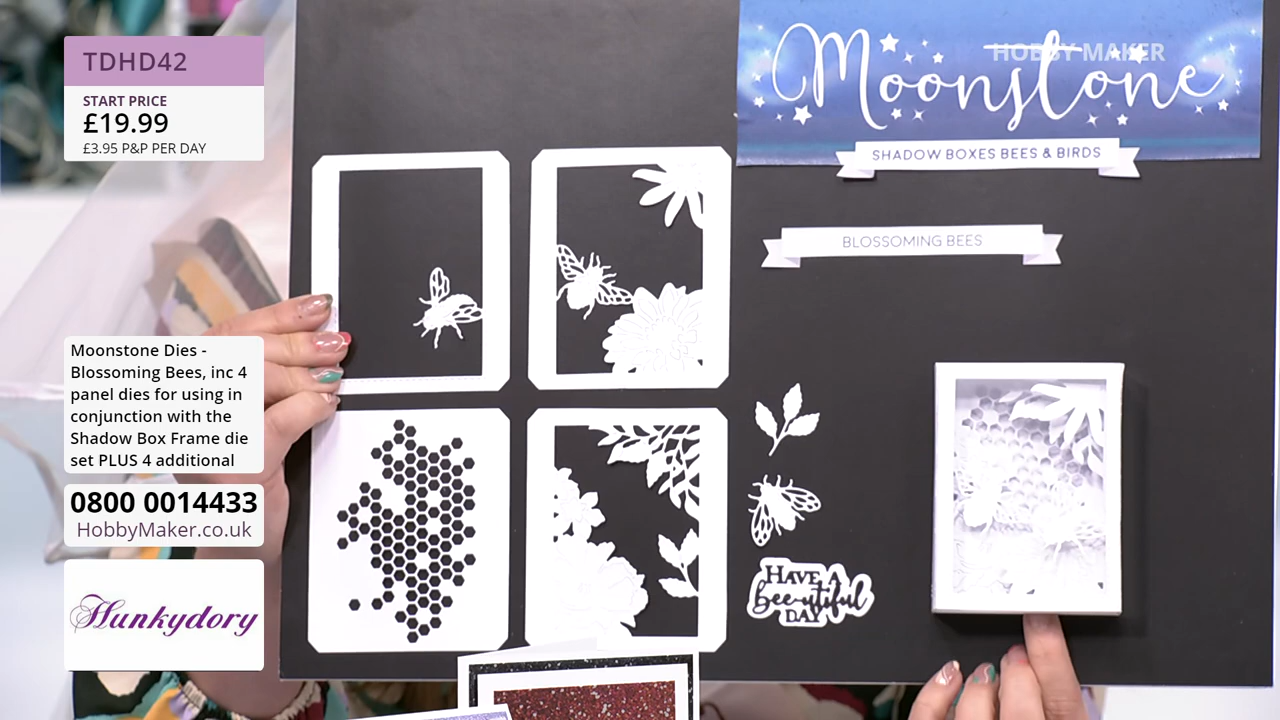 TDHD42
START PRICE
£19.99
£3.95 P&P PER DAY
Moonstone Dies -
Blossoming Bees, inc 4
panel dies for using in
conjunction with the
Shadow Box Frame die
set PLUS 4 additional
0800 0014433
HobbyMaker.co.uk
Hunkydory
HOBBY MAKER
Moonstone
SHADOW BOXES BEES & BIRDS
BLOSSOMING BEES
HAVE A
bee-utiful
DAY